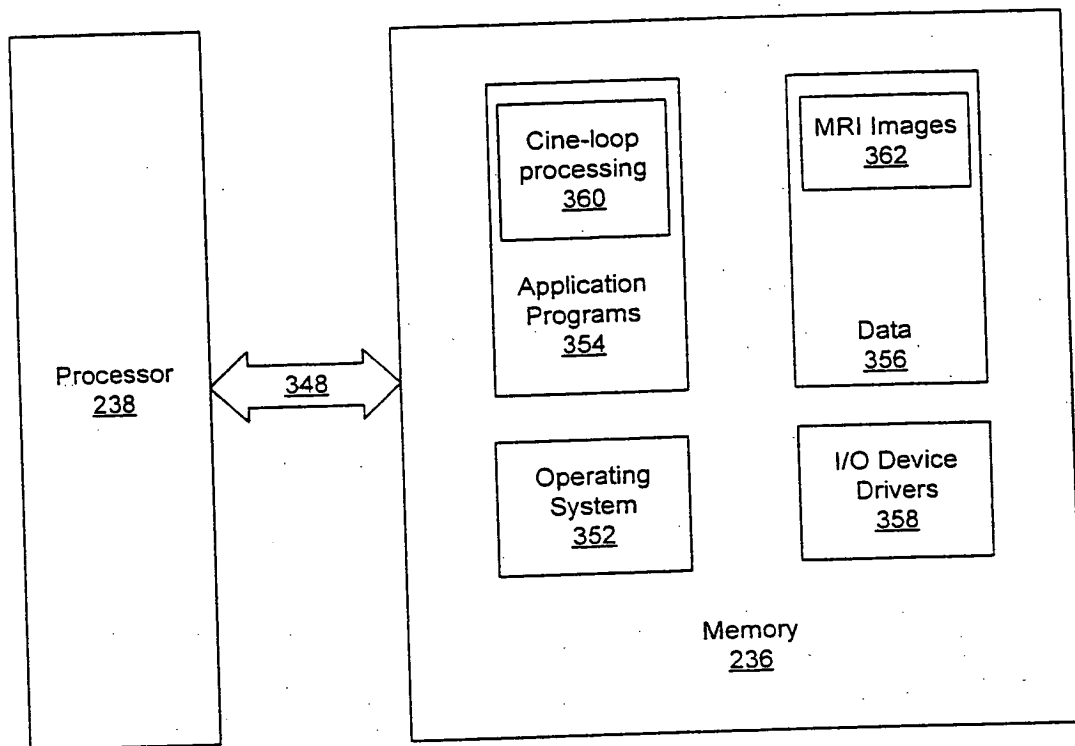 Processor
238
348
Cine-loop
processing
360
Application
Programs
354
MRI Images
362
Data
356
Operating
System
352
I/O Device
Drivers
358
Memory
236